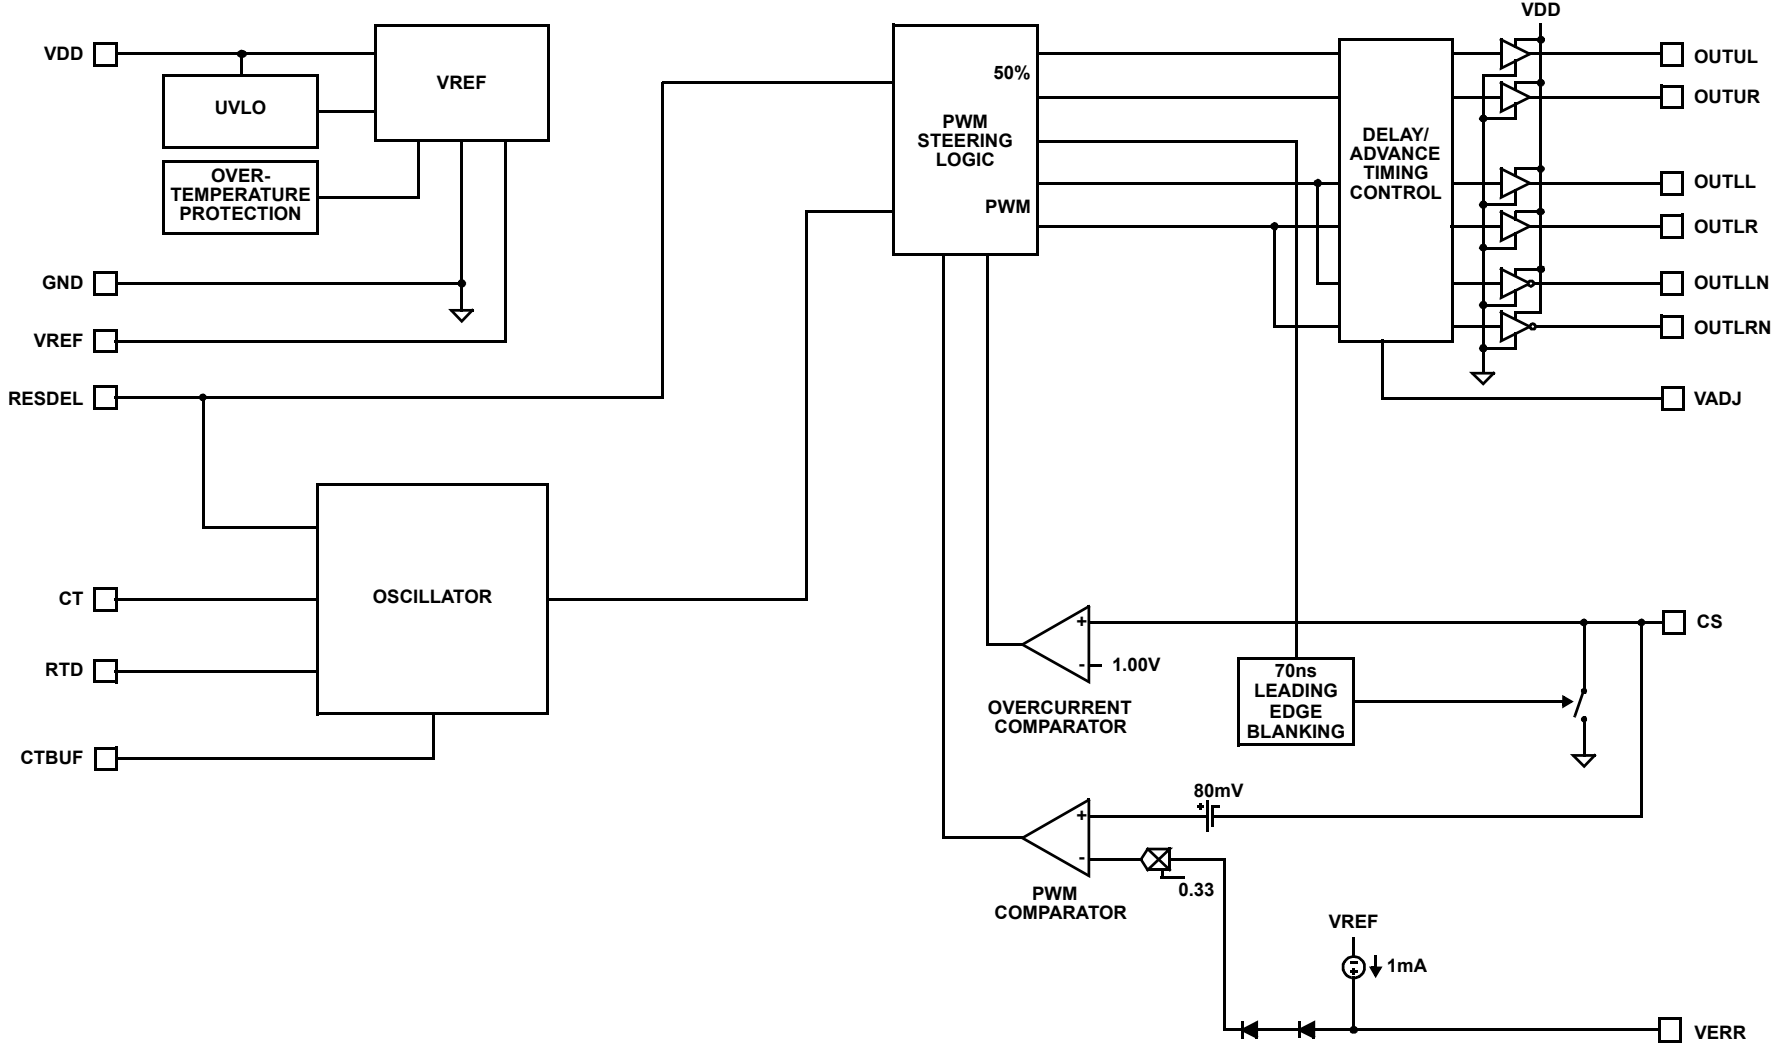 VDD
VDD
UVLO
VREF
50%
PWM
STEERING
LOGIC
PWM
DELAY/
ADVANCE
TIMING
CONTROL
OUTUL
OUTUR
OUTLL
OUTLR
OUTLLN
OUTLRN
OVER-
TEMPERATURE
PROTECTION
GND
VREF
RESDEL
VADJ
OSCILLATOR
CT
RTD
CTBUF
+
-
1.00V
OVERCURRENT
COMPARATOR
70ns
LEADING
EDGE
BLANKING
CS
80mV
+
+
-
0.33
PWM
COMPARATOR
VREF
-
+
1mA
VERR